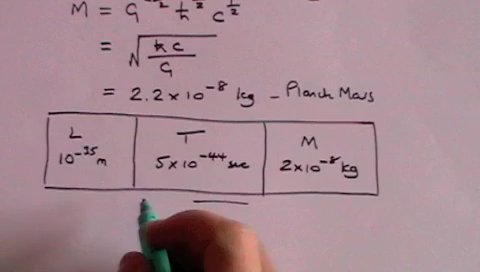 M = G^-1/2 ħ^1/2 c^1/2
= √(ħc/G)
= 2.2 × 10^-8 kg - Planck Mass
L T M
10^-35 m 5×10^-44 sec 2×10^-8 kg